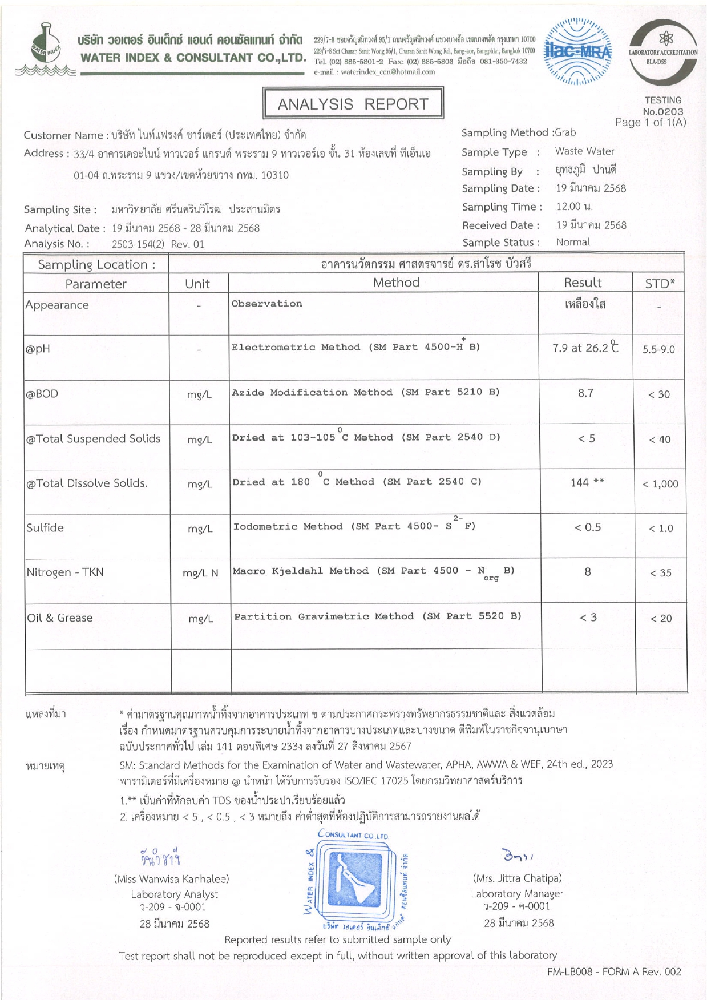 WATER INDEX
บริษัท วอเตอร์ อินเด็กซ์ แอนด์ คอนซัลแทนท์ จำกัด
WATER INDEX & CONSULTANT CO.,LTD.
229/7-8 ซอยจรัญสนิทวงศ์ 95/1 ถนนจรัญสนิทวงศ์ แขวงบางอ้อ เขตบางพลัด กรุงเทพฯ 10700
229/7-8 Soi Charan Sanit Wong 95/1, Charan Sanit Wong Rd., Bang-aor, Bangphlat, Bangkok 10700
Tel. (02) 885-5801-2 Fax: (02) 885-5803 มือถือ 081-350-7432
e-mail : waterindex_con@hotmail.com
ilac-MRA
LABORATORY ACCREDITATION
BLA-DSS
TESTING
No.0203
ANALYSIS REPORT
Page 1 of 1(A)
Customer Name : บริษัท ไนท์แฟรงค์ ชาร์เตอร์ (ประเทศไทย) จำกัด
Sampling Method :Grab
Address : 33/4 อาคารเดอะไนน์ ทาวเวอร์ แกรนด์ พระราม 9 ทาวเวอร์เอ ชั้น 31 ห้องเลขที่ ทีเอ็นเอ
Sample Type : Waste Water
01-04 ถ.พระราม 9 แขวง/เขตห้วยขวาง กทม. 10310
Sampling By : ยุทธภูมิ ปานดี
Sampling Date : 19 มีนาคม 2568
Sampling Site : มหาวิทยาลัย ศรีนครินวิโรฒ ประสานมิตร
Sampling Time : 12.00 น.
Analytical Date : 19 มีนาคม 2568 - 28 มีนาคม 2568
Received Date : 19 มีนาคม 2568
Analysis No. : 2503-154(2) Rev. 01
Sample Status : Normal
Sampling Location : อาคารนวัตกรรม ศาสตรจารย์ ดร.สาโรช บัวศรี
Parameter Unit Method Result STD*
Appearance - Observation เหลืองใส -
@pH - Electrometric Method (SM Part 4500-H+ B) 7.9 at 26.2 ºC 5.5-9.0
@BOD mg/L Azide Modification Method (SM Part 5210 B) 8.7 < 30
@Total Suspended Solids mg/L Dried at 103-105 ºC Method (SM Part 2540 D) < 5 < 40
@Total Dissolve Solids. mg/L Dried at 180 ºC Method (SM Part 2540 C) 144 ** < 1,000
Sulfide mg/L Iodometric Method (SM Part 4500- S2- F) < 0.5 < 1.0
Nitrogen - TKN mg/L N Macro Kjeldahl Method (SM Part 4500 - Norg B) 8 < 35
Oil & Grease mg/L Partition Gravimetric Method (SM Part 5520 B) < 3 < 20
แหล่งที่มา * ค่ามาตรฐานคุณภาพน้ำทิ้งจากอาคารประเภท ข ตามประกาศกระทรวงทรัพยากรธรรมชาติและ สิ่งแวดล้อม
เรื่อง กำหนดมาตรฐานควบคุมการระบายน้ำทิ้งจากอาคารบางประเภทและบางขนาด ตีพิมพ์ในราชกิจจานุเบกษา
ฉบับประกาศทั่วไป เล่ม 141 ตอนพิเศษ 233ง ลงวันที่ 27 สิงหาคม 2567
หมายเหตุ SM: Standard Methods for the Examination of Water and Wastewater, APHA, AWWA & WEF, 24th ed., 2023
พารามิเตอร์ที่มีเครื่องหมาย @ นำหน้า ได้รับการรับรอง ISO/IEC 17025 โดยกรมวิทยาศาสตร์บริการ
1.** เป็นค่าที่หักลบค่า TDS ของน้ำประปาเรียบร้อยแล้ว
2. เครื่องหมาย < 5 , < 0.5 , < 3 หมายถึง ค่าต่ำสุดที่ห้องปฏิบัติการสามารถรายงานผลได้
WATER INDEX & CONSULTANT CO.,LTD
บริษัท วอเตอร์ อินเด็กซ์ แอนด์ คอนซัลแทนท์ จำกัด
(Miss Wanwisa Kanhalee)
(Mrs. Jittra Chatipa)
Laboratory Analyst
Laboratory Manager
ว-209 - จ-0001
ว-209 - ค-0001
28 มีนาคม 2568
28 มีนาคม 2568
Reported results refer to submitted sample only
Test report shall not be reproduced except in full, without written approval of this laboratory
FM-LB008 - FORM A Rev. 002